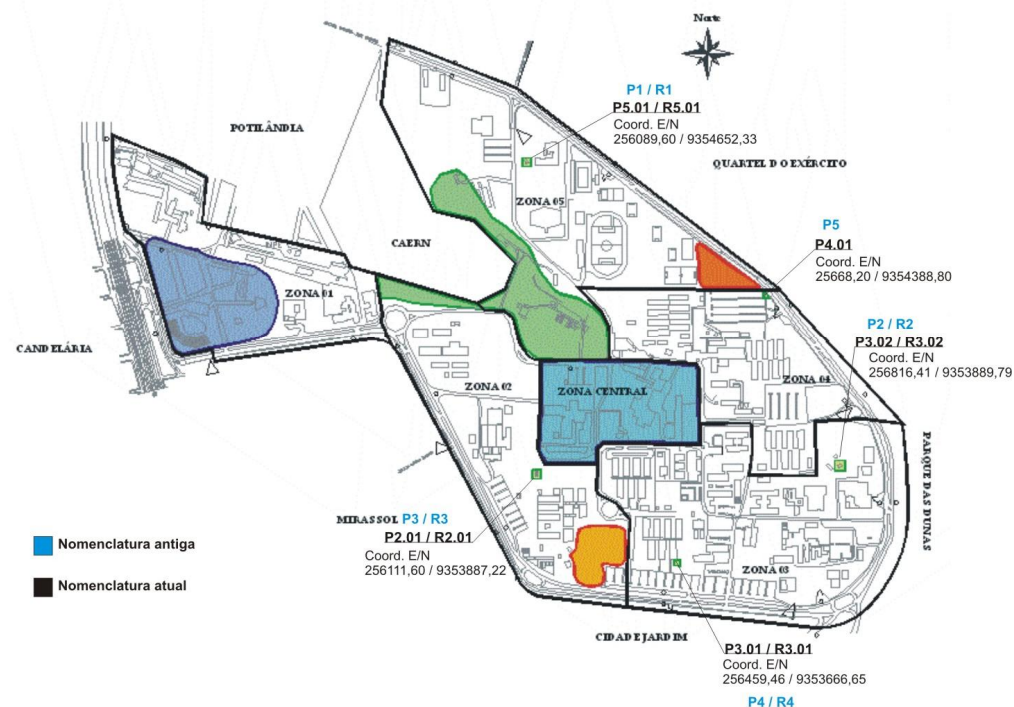 Norte
P1 / R1
P5.01 / R5.01
Coord. E/N
256089,60 / 9354652,33
POTILÂNDIA
QUARTEL DO EXÉRCITO
ZONA 05
P5
P4.01
Coord. E/N
25668,20 / 9354388,80
CAERN
ZONA 01
P2 / R2
P3.02 / R3.02
Coord. E/N
256816,41 / 9353889,79
CANDELÁRIA
ZONA 02
ZONA CENTRAL
ZONA 04
PARQUE DAS DUNAS
MIRASSOL
P3 / R3
P2.01 / R2.01
Coord. E/N
256111,60 / 9353887,22
Nomenclatura antiga
Nomenclatura atual
ZONA 03
CIDADE JARDIM
P3.01 / R3.01
Coord. E/N
256459,46 / 9353666,65
P4 / R4